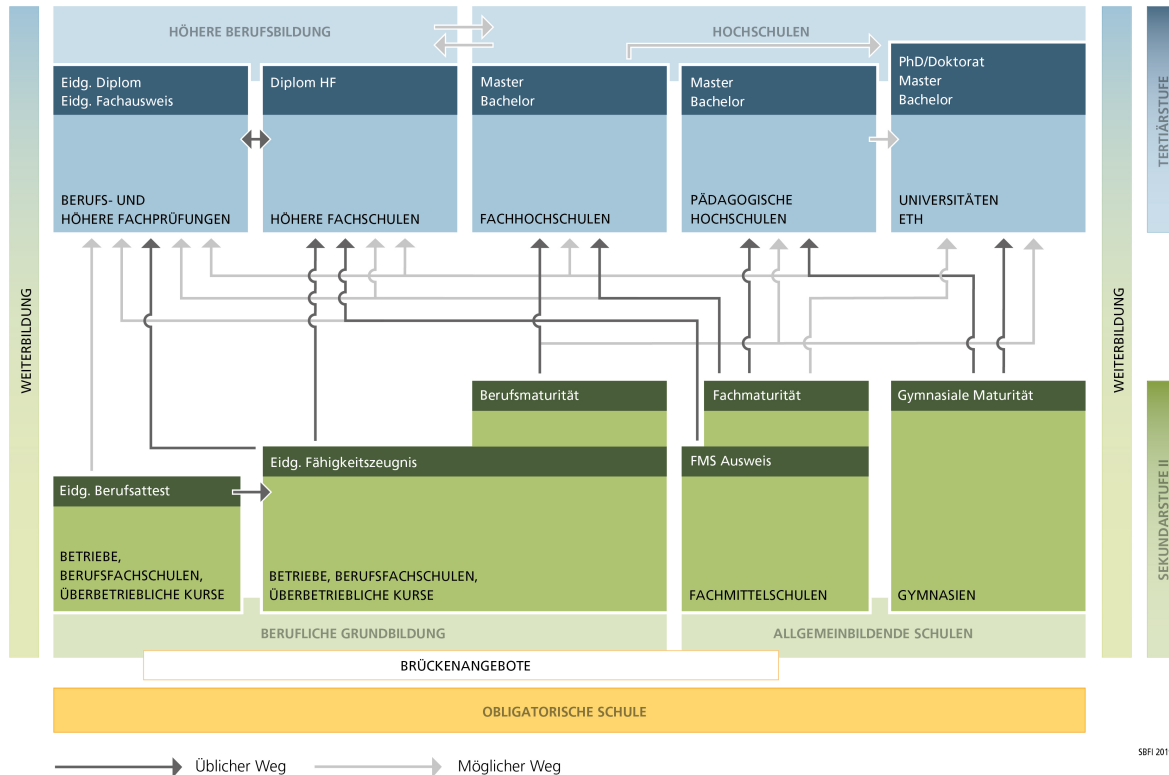 HÖHERE BERUFSBILDUNG
HOCHSCHULEN
Eidg. Diplom
Eidg. Fachausweis
Diplom HF
Master
Bachelor
Master
Bachelor
PhD/Doktorat
Master
Bachelor
BERUFS- UND
HÖHERE FACHPRÜFUNGEN
HÖHERE FACHSCHULEN
FACHHOCHSCHULEN
PÄDAGOGISCHE
HOCHSCHULEN
UNIVERSITÄTEN
ETH
TERTIÄRSTUFE
WEITERBILDUNG
WEITERBILDUNG
Berufsmaturität
Fachmaturität
Gymnasiale Maturität
Eidg. Fähigkeitszeugnis
FMS Ausweis
Eidg. Berufsattest
BETRIEBE,
BERUFSFACHSCHULEN,
ÜBERBETRIEBLICHE KURSE
BETRIEBE, BERUFSFACHSCHULEN,
ÜBERBETRIEBLICHE KURSE
FACHMITTELSCHULEN
GYMNASIEN
SEKUNDARSTUFE II
BERUFLICHE GRUNDBILDUNG
ALLGEMEINBILDENDE SCHULEN
BRÜCKENANGEBOTE
OBLIGATORISCHE SCHULE
Üblicher Weg
Möglicher Weg
SBFI